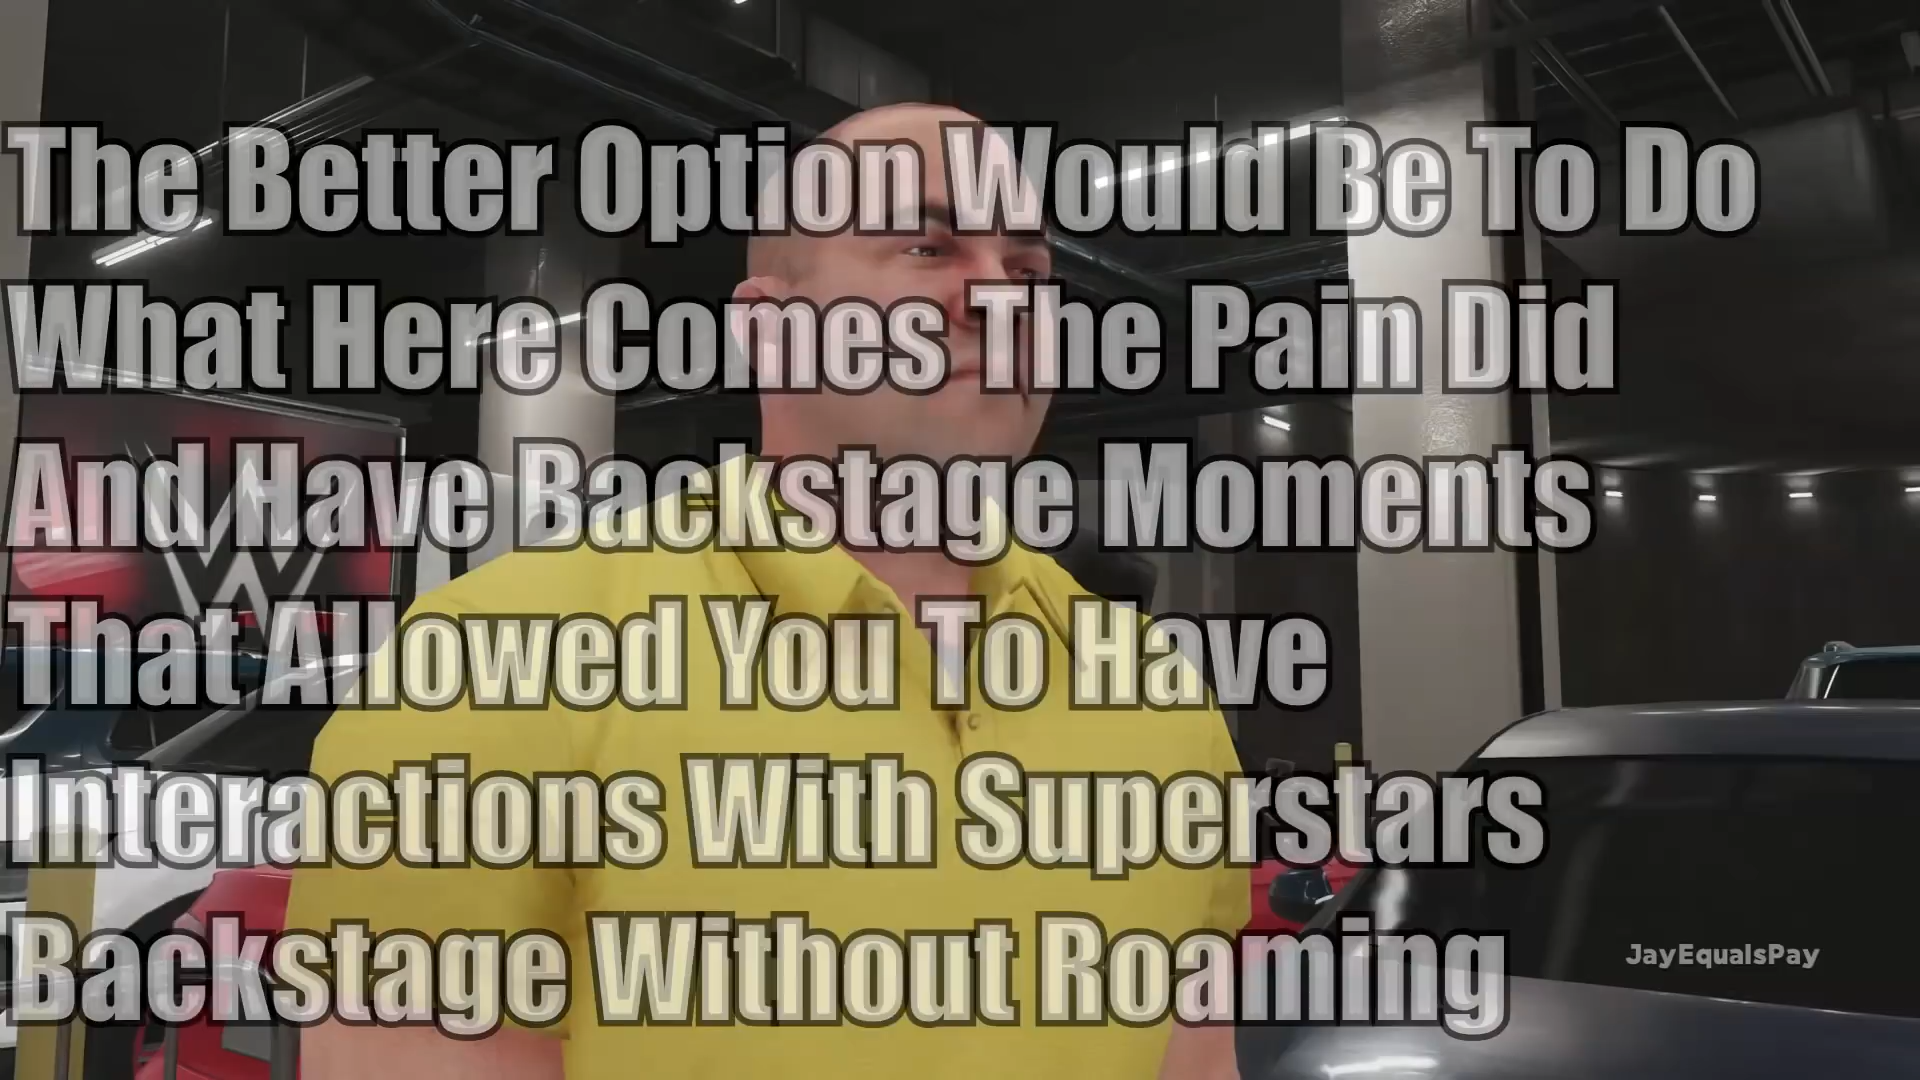 The Better Option Would Be To Do
What Here Comes The Pain Did
And Have Backstage Moments
That Allowed You To Have
Interactions With Superstars
Backstage Without Roaming
JayEqualsPay